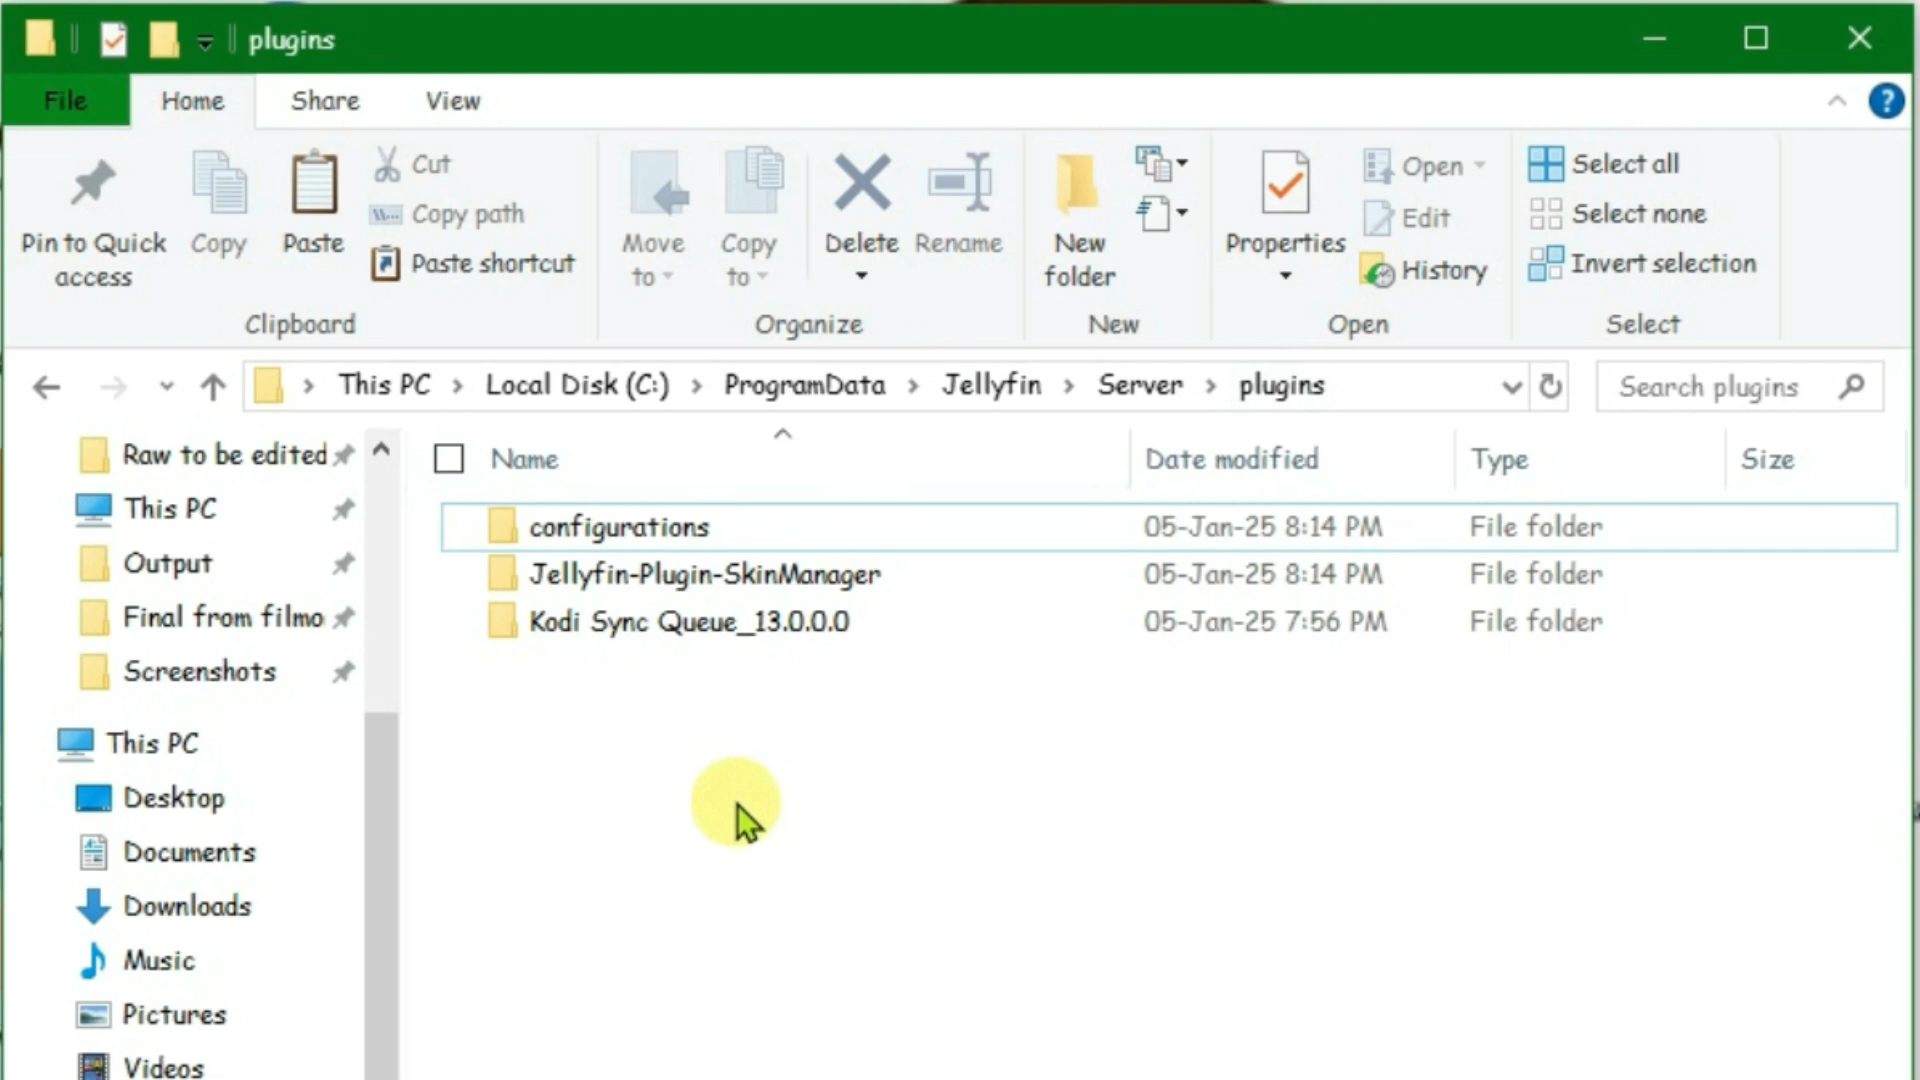 plugins
File Home Share View
Pin to Quick access
Copy
Paste
Cut
Copy path
Paste shortcut
Clipboard
Move to
Copy to
Delete
Rename
Organize
New folder
New
Properties
Open
Edit
History
Open
Select all
Select none
Invert selection
Select
This PC Local Disk (C:) ProgramData Jellyfin Server plugins
Search plugins
Raw to be edited
This PC
Output
Final from filmo
Screenshots
This PC
Desktop
Documents
Downloads
Music
Pictures
Videos
Name Date modified Type Size
configurations 05-Jan-25 8:14 PM File folder
Jellyfin-Plugin-SkinManager 05-Jan-25 8:14 PM File folder
Kodi Sync Queue_13.0.0.0 05-Jan-25 7:56 PM File folder